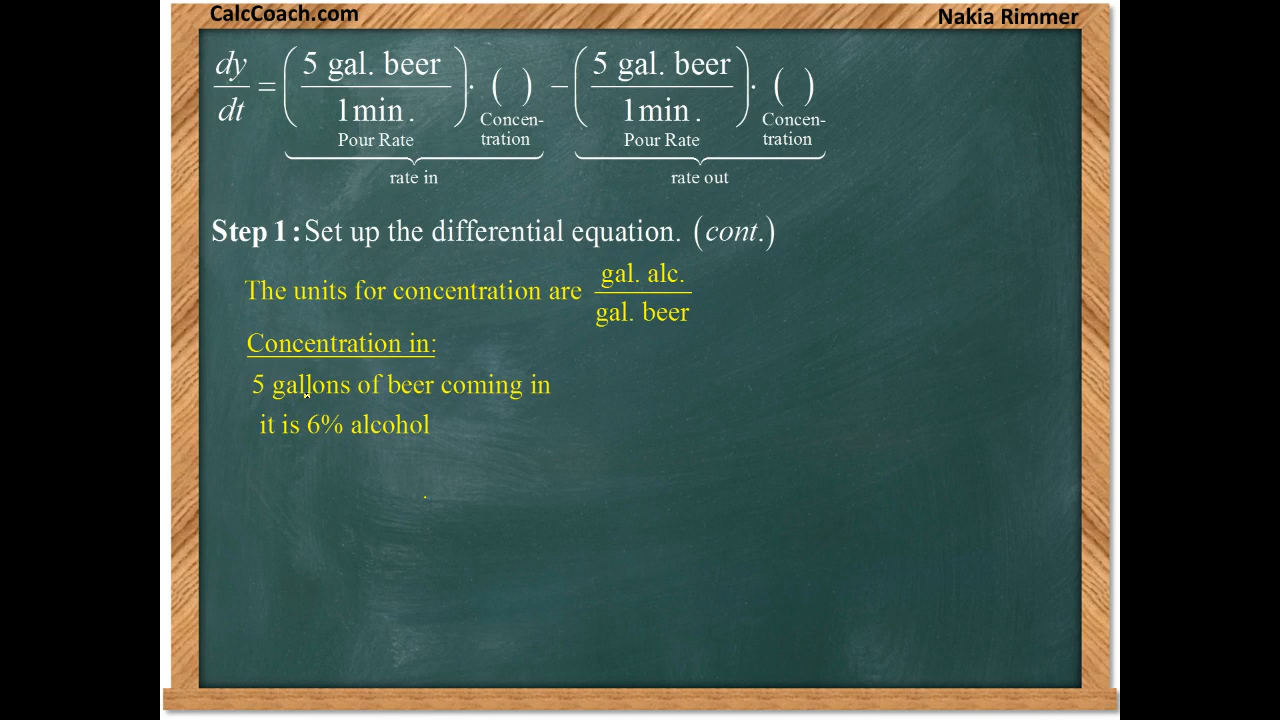 CalcCoach.com
Nakia Rimmer
dy/dt = (5 gal. beer / 1 min.) · ( ) − (5 gal. beer / 1 min.) · ( )
Pour Rate Concen-tration Pour Rate Concen-tration
rate in rate out
Step 1: Set up the differential equation. (cont.)
The units for concentration are gal. alc. / gal. beer
Concentration in:
5 gallons of beer coming in
it is 6% alcohol